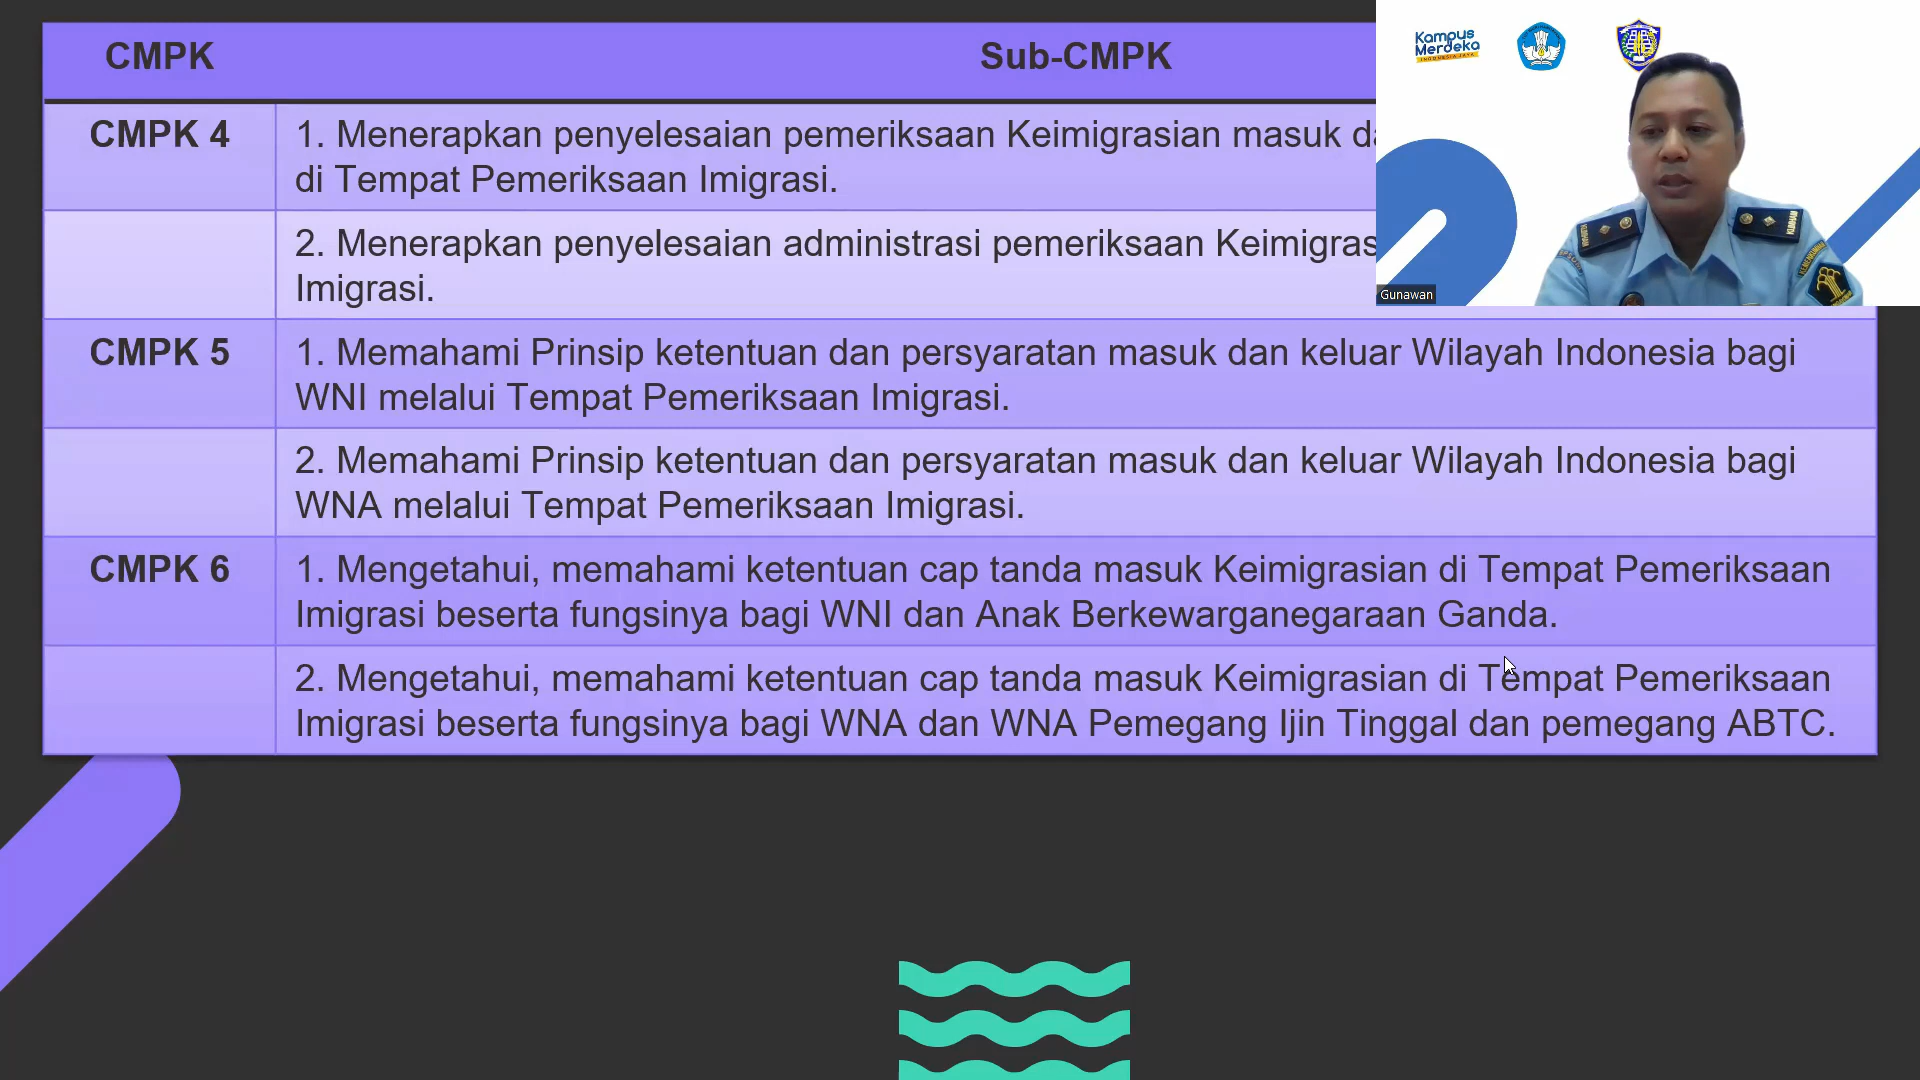 CMPK
Sub-CMPK
CMPK 4
1. Menerapkan penyelesaian pemeriksaan Keimigrasian masuk
di Tempat Pemeriksaan Imigrasi.
2. Menerapkan penyelesaian administrasi pemeriksaan
Imigrasi.
CMPK 5
1. Memahami Prinsip ketentuan dan persyaratan masuk dan keluar Wilayah Indonesia bagi
WNI melalui Tempat Pemeriksaan Imigrasi.
2. Memahami Prinsip ketentuan dan persyaratan masuk dan keluar Wilayah Indonesia bagi
WNA melalui Tempat Pemeriksaan Imigrasi.
CMPK 6
1. Mengetahui, memahami ketentuan cap tanda masuk Keimigrasian di Tempat Pemeriksaan
Imigrasi beserta fungsinya bagi WNI dan Anak Berkewarganegaraan Ganda.
2. Mengetahui, memahami ketentuan cap tanda masuk Keimigrasian di Tempat Pemeriksaan
Imigrasi beserta fungsinya bagi WNA dan WNA Pemegang Ijin Tinggal dan pemegang ABTC.
Kampus
Merdeka
INDONESIA JAYA
Gunawan